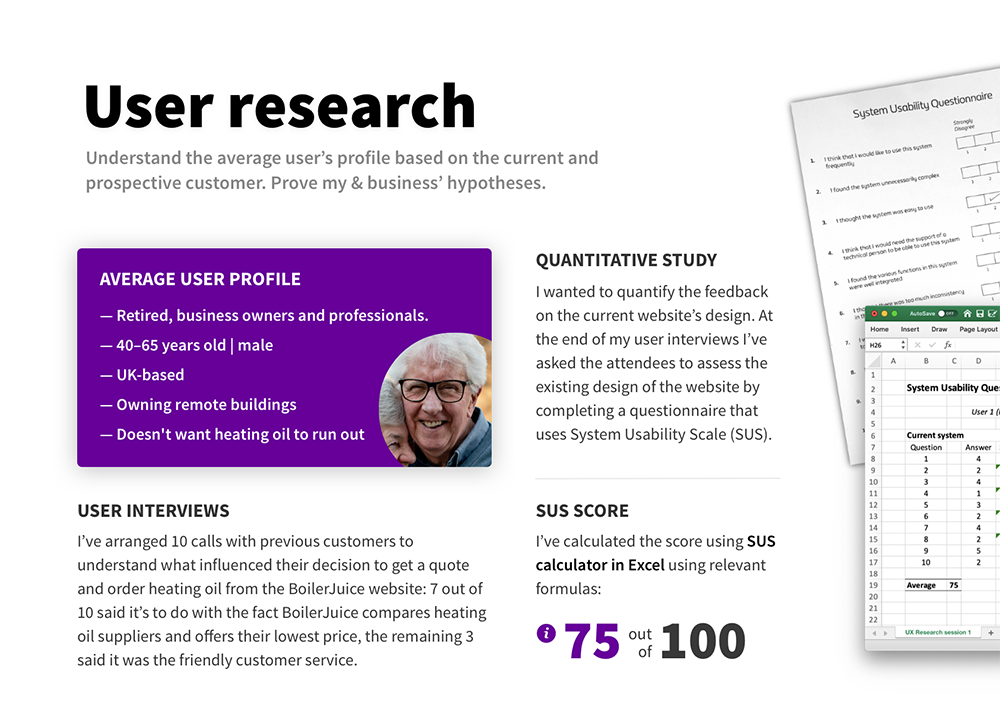 User research
Understand the average user's profile based on the current and
prospective customer. Prove my & business' hypotheses.
AVERAGE USER PROFILE
— Retired, business owners and professionals.
— 40–65 years old | male
— UK-based
— Owning remote buildings
— Doesn't want heating oil to run out
USER INTERVIEWS
I've arranged 10 calls with previous customers to
understand what influenced their decision to get a quote
and order heating oil from the BoilerJuice website: 7 out of
10 said it's to do with the fact BoilerJuice compares heating
oil suppliers and offers their lowest price, the remaining 3
said it was the friendly customer service.
QUANTITATIVE STUDY
I wanted to quantify the feedback
on the current website's design. At
the end of my user interviews I've
asked the attendees to assess the
existing design of the website by
completing a questionnaire that
uses System Usability Scale (SUS).
SUS SCORE
I've calculated the score using SUS
calculator in Excel using relevant
formulas:
i 75 out of 100
System Usability Questionnaire
Strongly
Disagree
1. I think that I would like to use this system
frequently
1 2
2. I found the system unnecessarily complex
1 2
3. I thought the system was easy to use
1 2
4. I think that I would need the support of a
technical person to be able to use this system
1
5. I found the various functions in this system
were well integrated
1
6. I there was too much inconsistency
in
7.
8.
9.
AutoSave OFF
Home Insert Draw Page Layout
H26 fx
A B C D
1
2 System Usability Que
3
4 User 1
5
6 Current system
7 Question Answer
8 1 4
9 2 2
10 3 4
11 4 1
12 5 3
13 6 2
14 7 4
15 8 2
16 9 5
17 10 2
18
19 Average 75
20
21
22
UX Research session 1 +